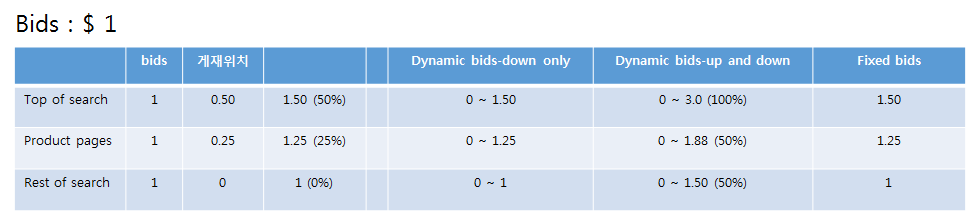 Bids : $ 1
bids 게재위치 Dynamic bids-down only Dynamic bids-up and down Fixed bids
Top of search 1 0.50 1.50 (50%) 0 ~ 1.50 0 ~ 3.0 (100%) 1.50
Product pages 1 0.25 1.25 (25%) 0 ~ 1.25 0 ~ 1.88 (50%) 1.25
Rest of search 1 0 1 (0%) 0 ~ 1 0 ~ 1.50 (50%) 1